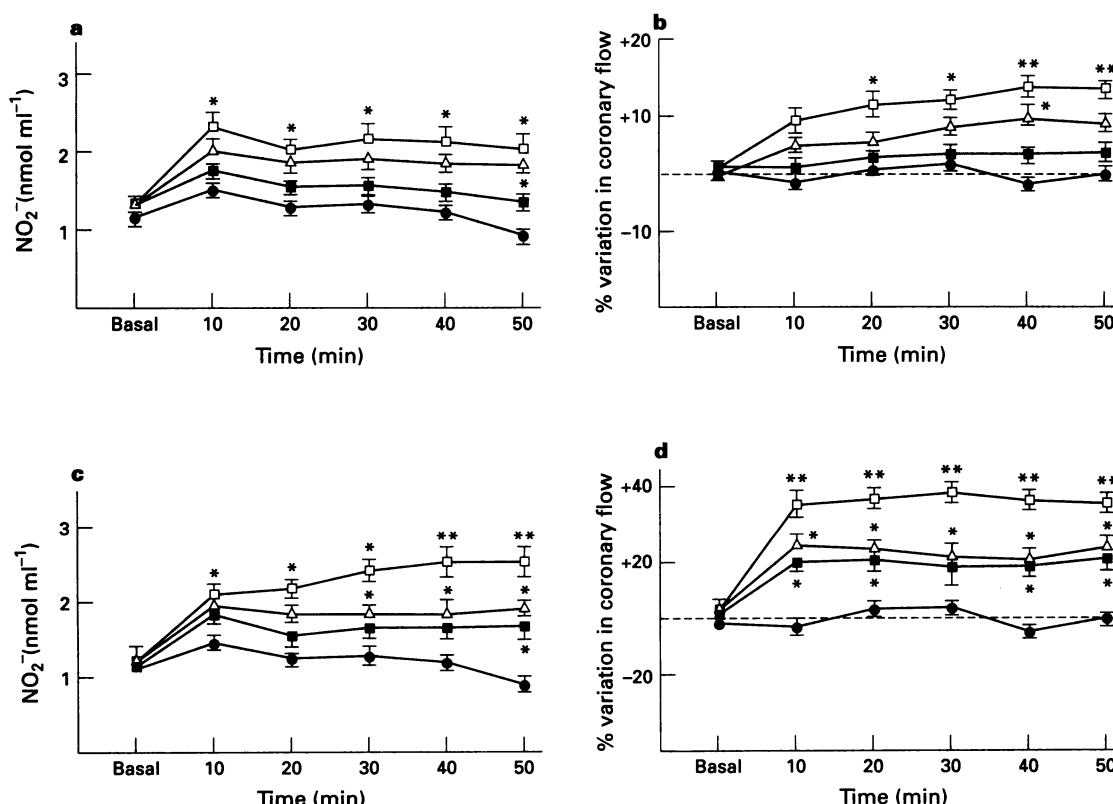 a
NO₂⁻(nmol ml⁻¹)
3
2
1
* * * * *
*
Basal 10 20 30 40 50
Time (min)
b
% variation in coronary flow
+20
+10
−10
* * ** **
*
Basal 10 20 30 40 50
Time (min)
c
NO₂⁻(nmol ml⁻¹)
3
2
1
* * * ** **
* * *
*
Basal 10 20 30 40 50
Time (min)
d
% variation in coronary flow
+40
+20
−20
** ** ** ** **
* * * * *
* * * *
Basal 10 20 30 40 50
Time (min)